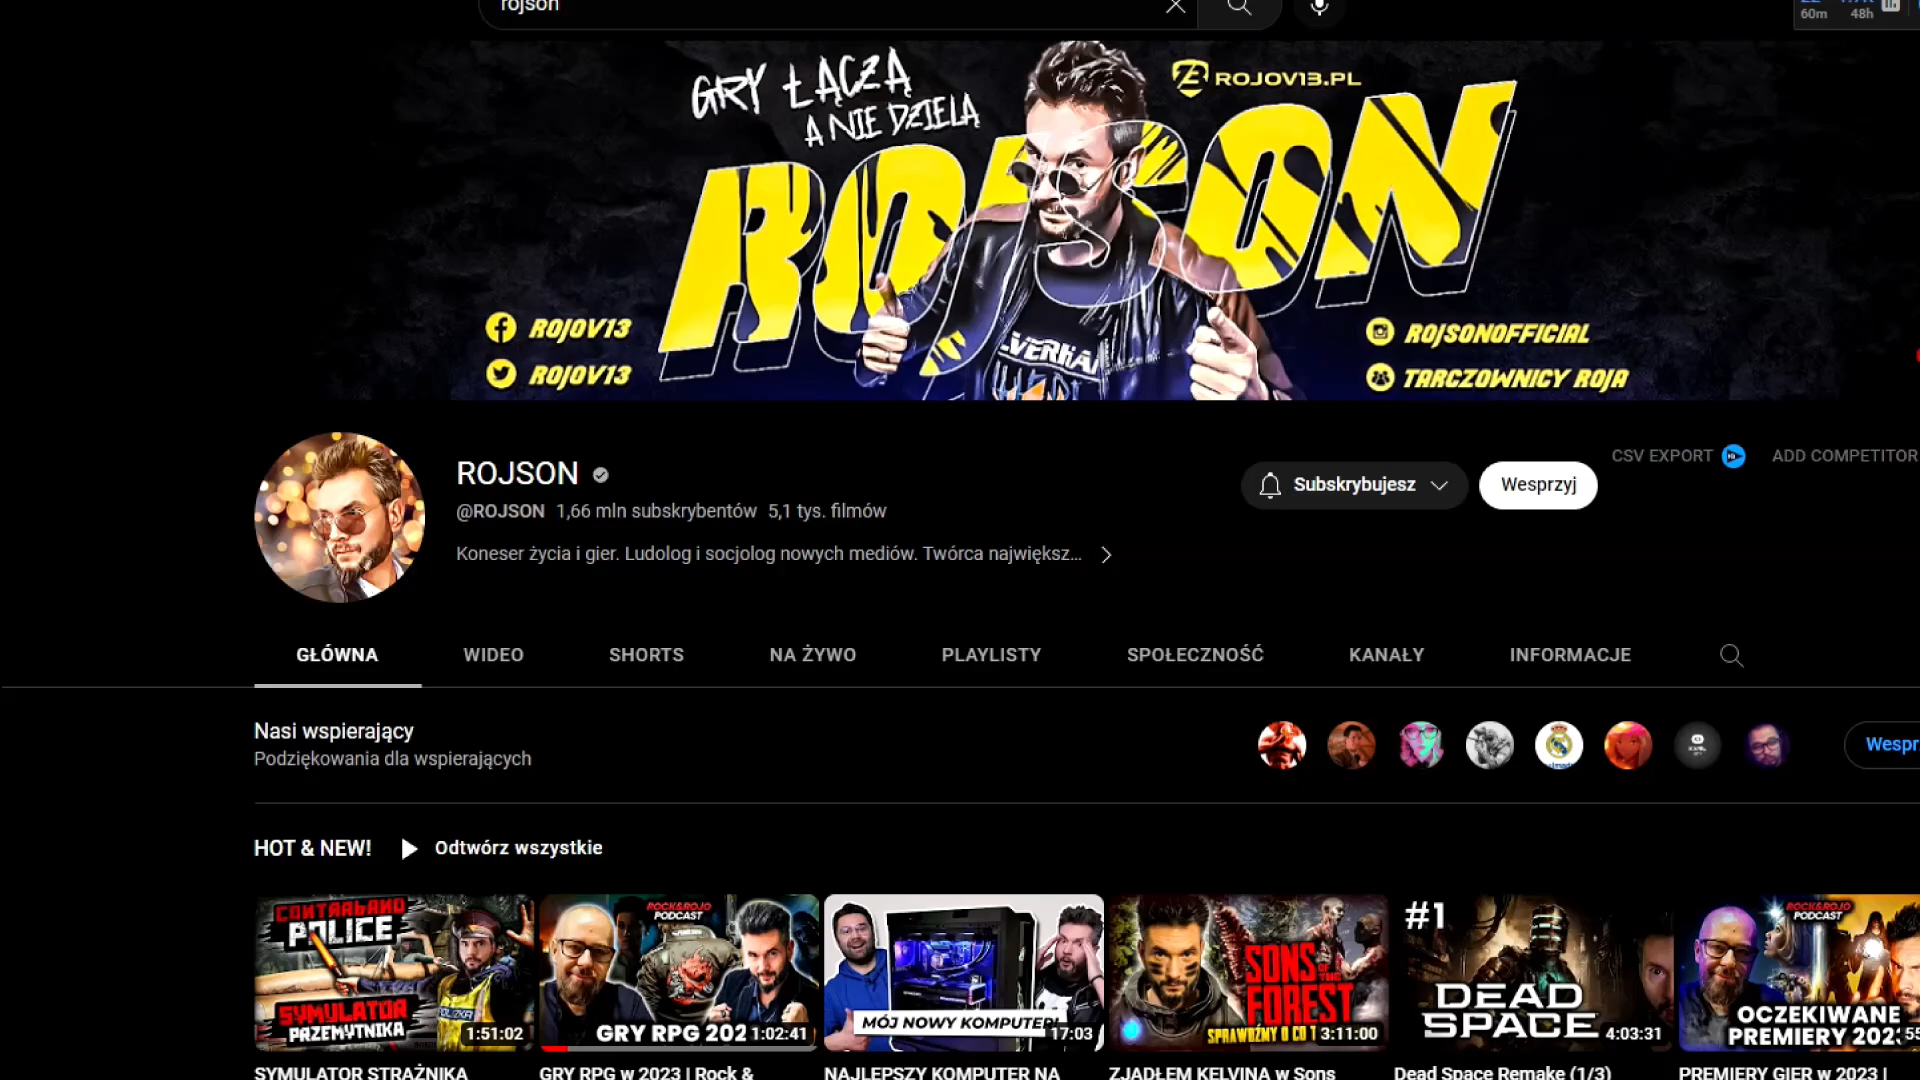 rojson
60m 48h
GRY ŁĄCZĄ
A NIE DZIELĄ
ROJOV13.PL
ROJSON
ROJOV13
ROJOV13
ROJSONOFFICIAL
TARCZOWNICY ROJA
ROJSON
@ROJSON 1,66 mln subskrybentów 5,1 tys. filmów
Koneser życia i gier. Ludolog i socjolog nowych mediów. Twórca największ...
Subskrybujesz
Wesprzyj
CSV EXPORT
ADD COMPETITOR
GŁÓWNA WIDEO SHORTS NA ŻYWO PLAYLISTY SPOŁECZNOŚĆ KANAŁY INFORMACJE
Nasi wspierający
Podziękowania dla wspierających
Wespr
HOT & NEW! Odtwórz wszystkie
CONTRABAND
POLICE
SYMULATOR
PRZEMYTNIKA
1:51:02
ROCK&ROJO
PODCAST
GRY RPG 202
1:02:41
MÓJ NOWY KOMPUTER
17:03
SONS
OF THE
FOREST
SPRAWDŹMY O CO
3:11:00
#1
DEAD
SPACE
4:03:31
ROCK&ROJO
PODCAST
OCZEKIWANE
PREMIERY 202
55
SYMULATOR STRAŻNIKA
GRY RPG w 2023 | Rock &
NAJLEPSZY KOMPUTER NA
ZJADŁEM KELVINA w Sons
Dead Space Remake (1/3)
PREMIERY GIER w 2023 |